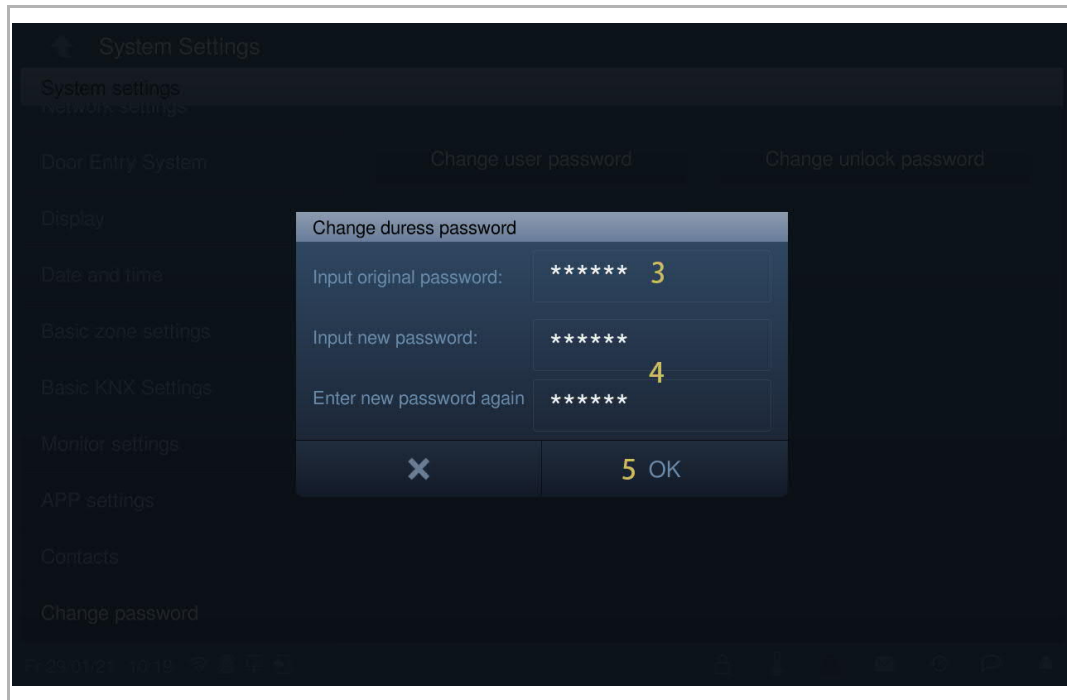 System Settings
System settings
Network settings
Door Entry System
Change user password
Change unlock password
Display
Change duress password
Date and time
Input original password:
****** 3
Basic zone settings
Input new password:
******
4
Basic KNX Settings
Enter new password again
******
Monitor settings
5 OK
APP settings
Contacts
Change password